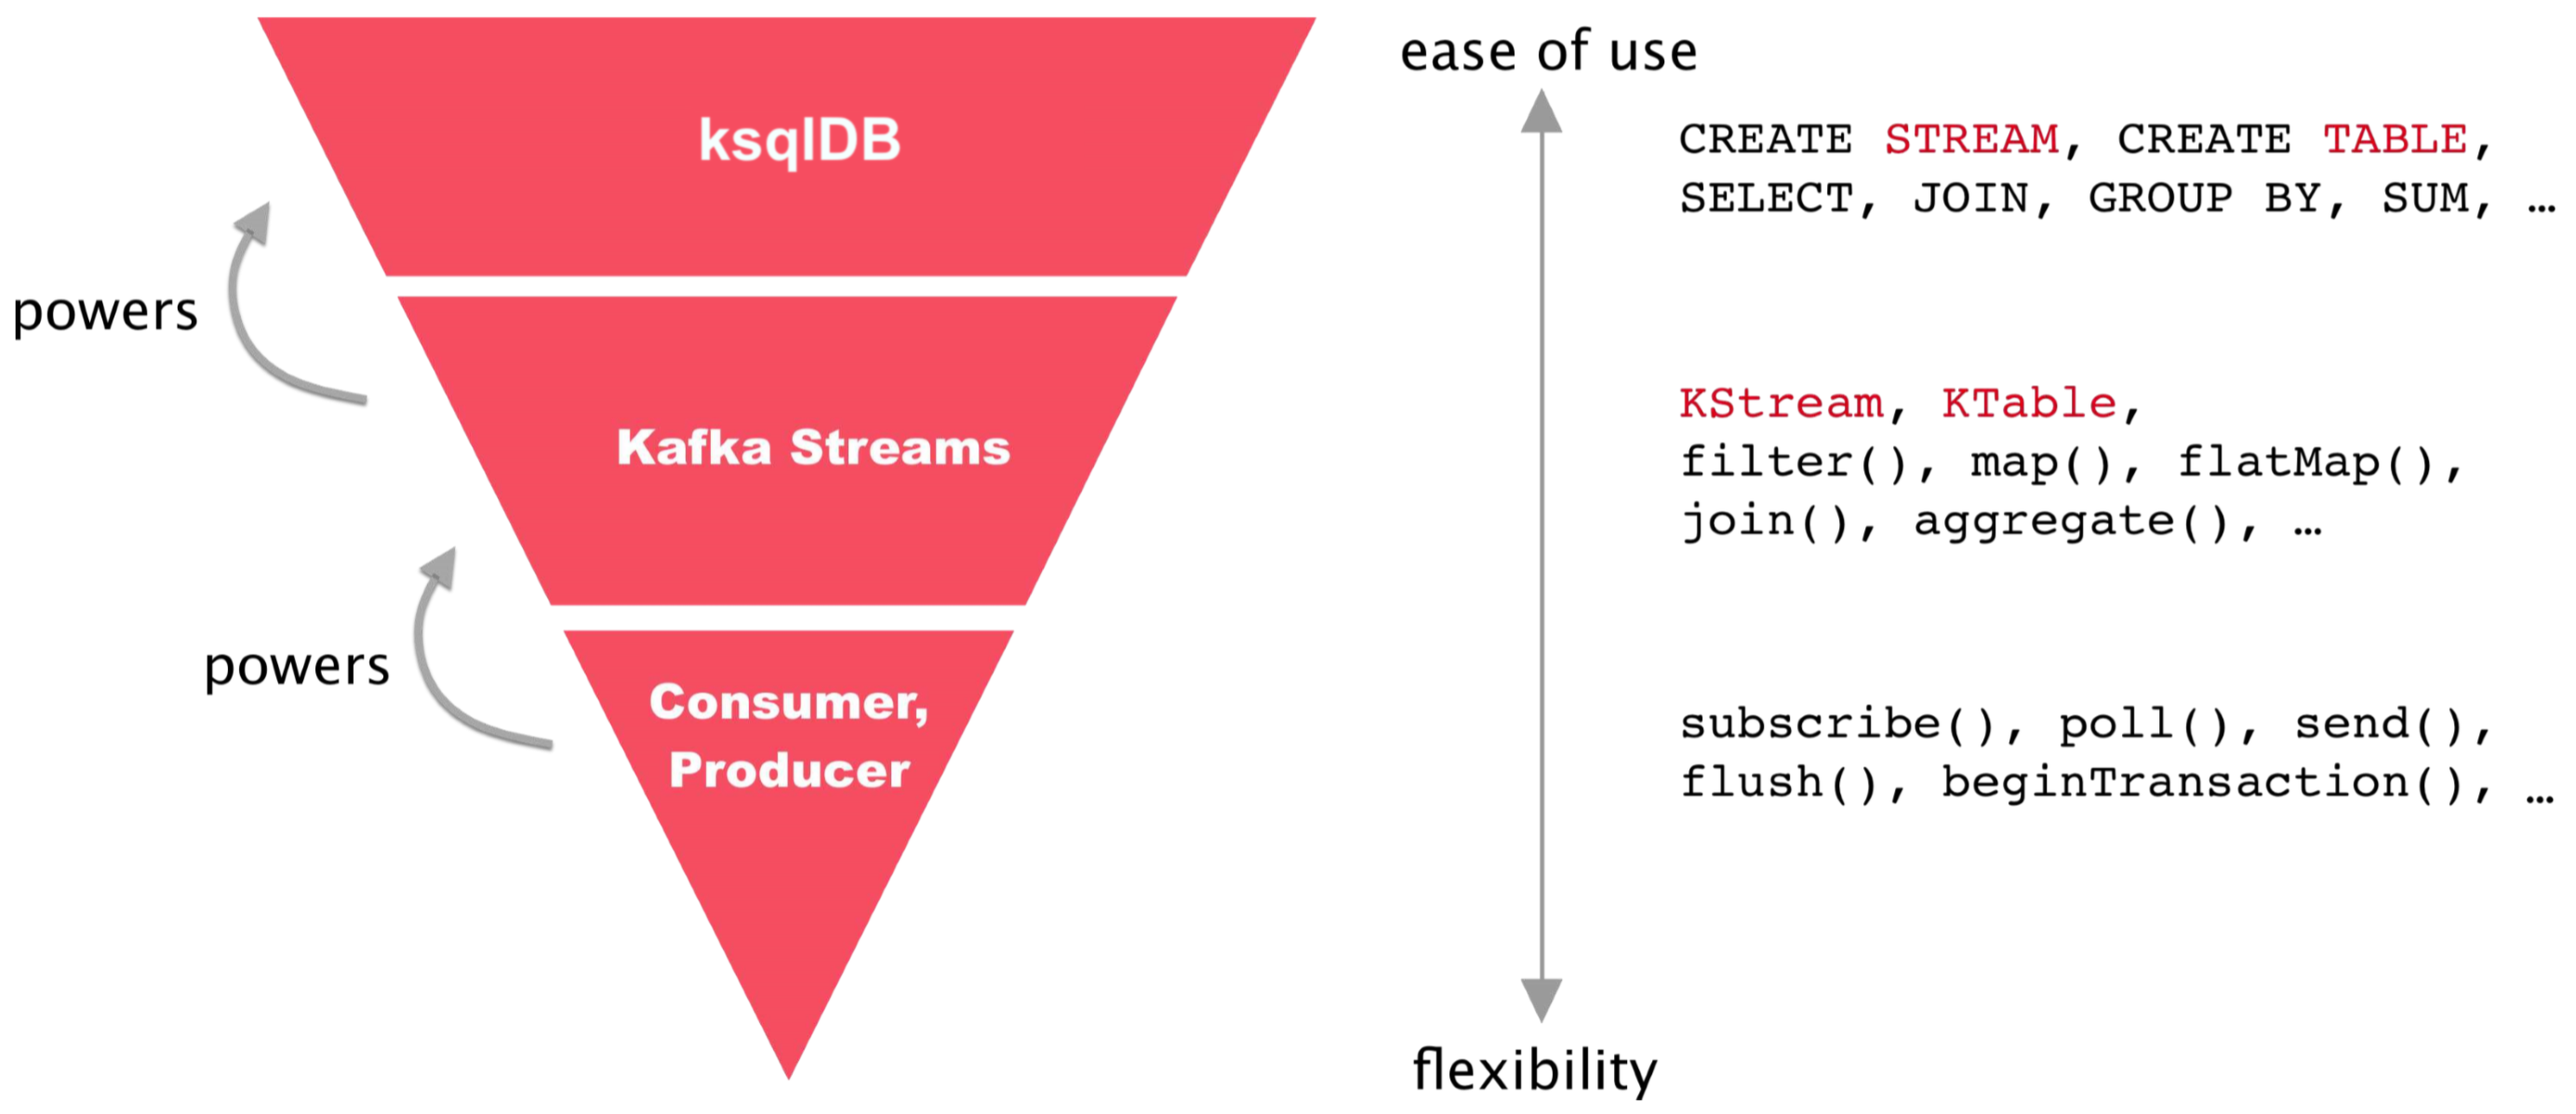 ease of use
ksqlDB
CREATE STREAM, CREATE TABLE,
SELECT, JOIN, GROUP BY, SUM, …
powers
Kafka Streams
KStream, KTable,
filter(), map(), flatMap(),
join(), aggregate(), …
powers
Consumer,
Producer
subscribe(), poll(), send(),
flush(), beginTransaction(), …
flexibility